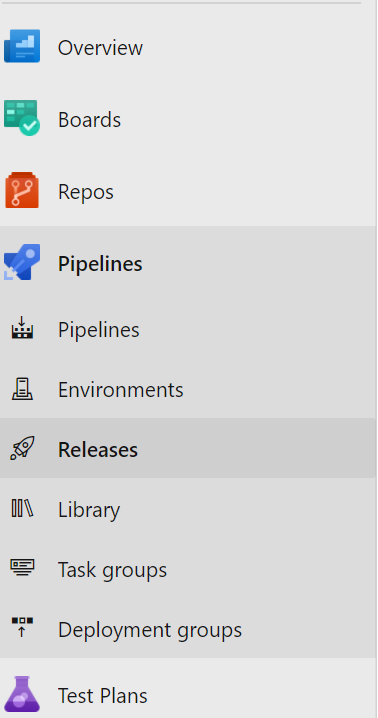 Overview
Boards
Repos
Pipelines
Pipelines
Environments
Releases
Library
Task groups
Deployment groups
Test Plans